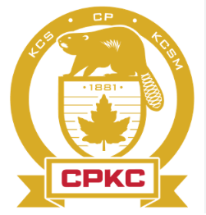 KCS • CP • KCSM
• 1881 •
CPKC